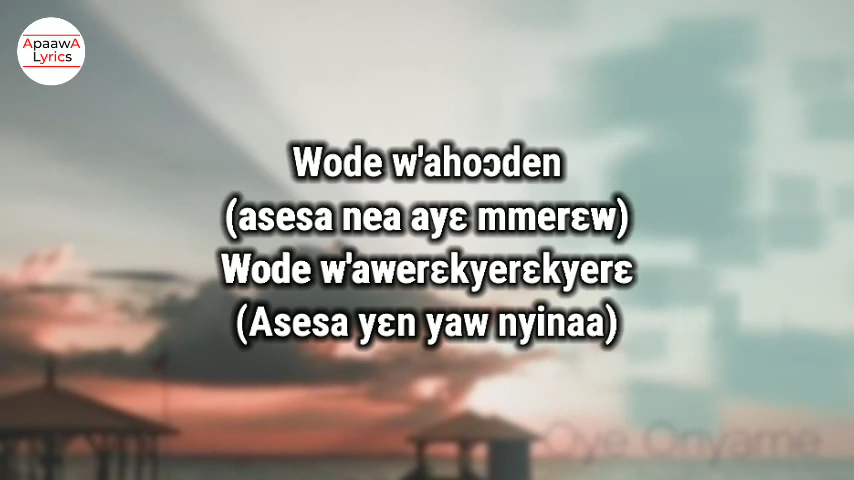 ApaawA
Lyrics
Wode w'ahoɔden
(asesa nea ayɛ mmerɛw)
Wode w'awerɛkyerɛkyerɛ
(Asesa yɛn yaw nyinaa)
Oye Onyame